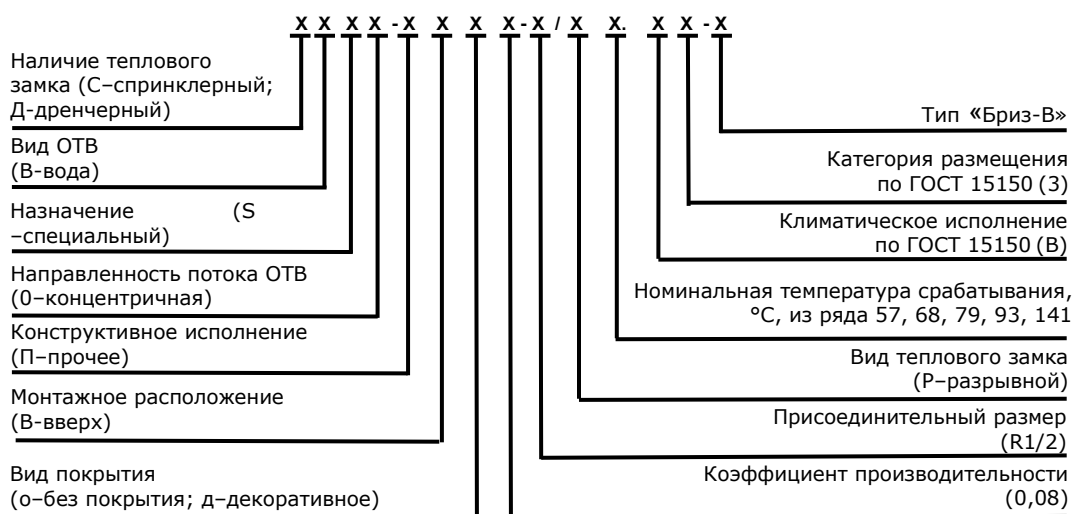 X X X X - X X X X - X / X X. X X - X
Наличие теплового
замка (С–спринклерный;
Д-дренчерный)
Вид ОТВ
(В-вода)
Назначение (S
–специальный)
Направленность потока ОТВ
(0–концентричная)
Конструктивное исполнение
(П–прочее)
Монтажное расположение
(В-вверх)
Вид покрытия
(о–без покрытия; д–декоративное)
Тип «Бриз-В»
Категория размещения
по ГОСТ 15150 (3)
Климатическое исполнение
по ГОСТ 15150 (В)
Номинальная температура срабатывания,
°С, из ряда 57, 68, 79, 93, 141
Вид теплового замка
(Р–разрывной)
Присоединительный размер
(R1/2)
Коэффициент производительности
(0,08)